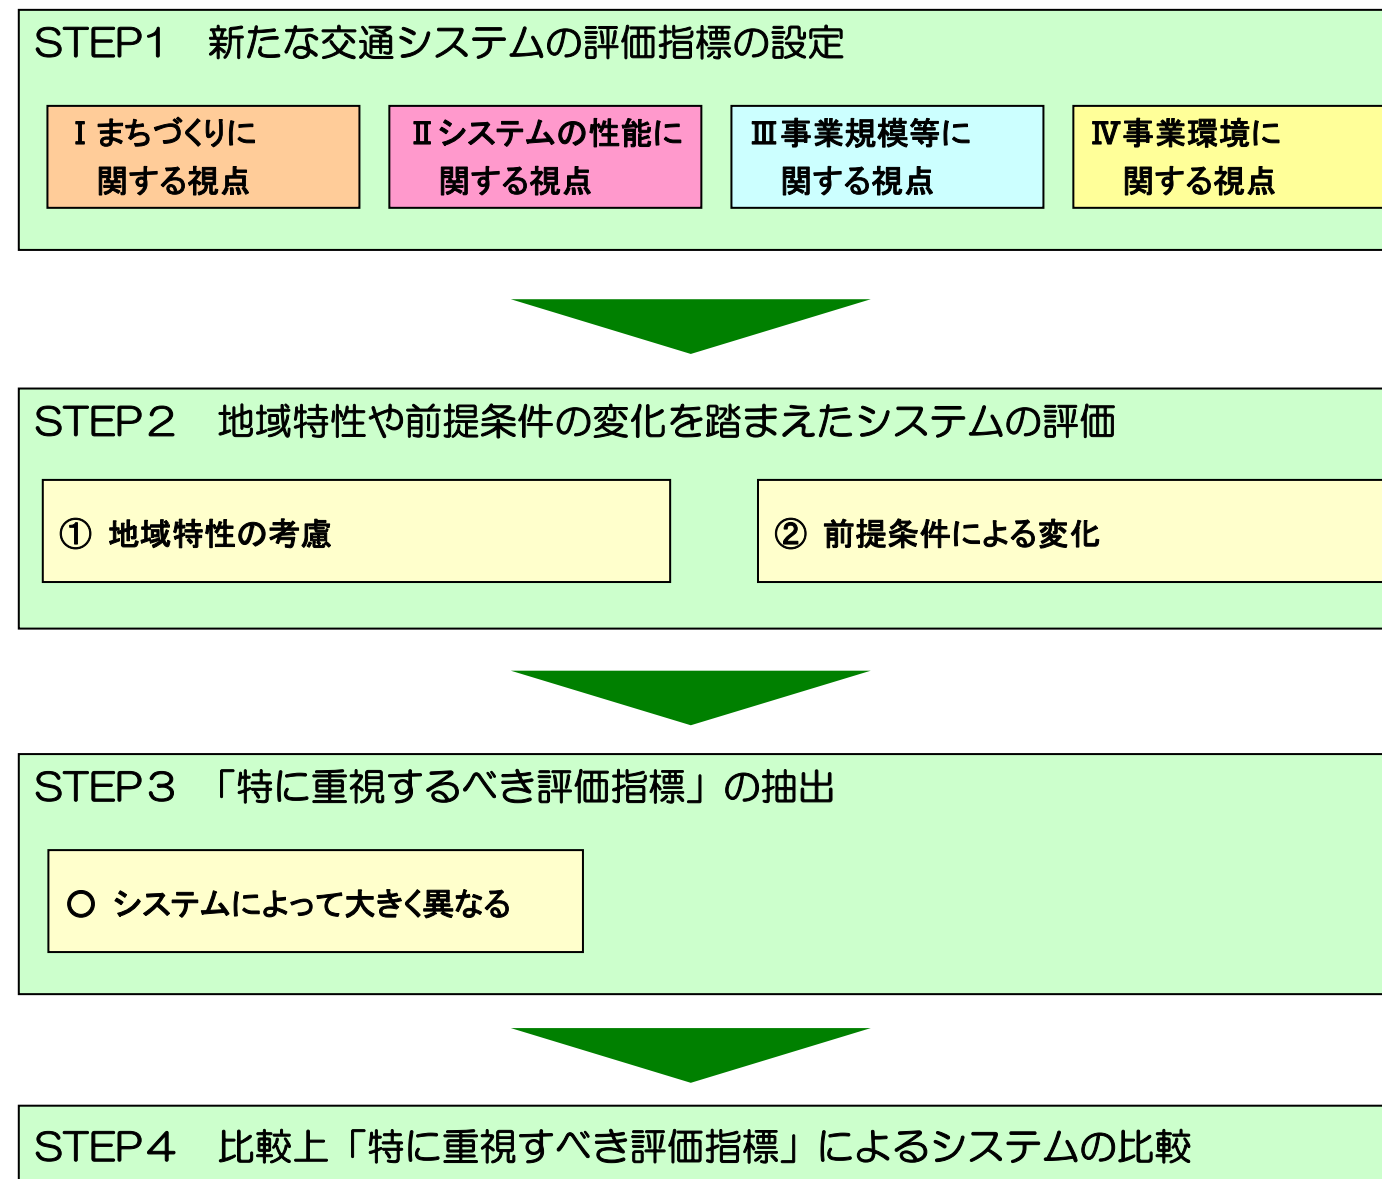 STEP1　新たな交通システムの評価指標の設定
Ⅰまちづくりに
関する視点
Ⅱシステムの性能に
関する視点
Ⅲ事業規模等に
関する視点
Ⅳ事業環境に
関する視点
STEP２　地域特性や前提条件の変化を踏まえたシステムの評価
① 地域特性の考慮
② 前提条件による変化
STEP３　「特に重視するべき評価指標」の抽出
○ システムによって大きく異なる
STEP４　比較上「特に重視すべき評価指標」によるシステムの比較